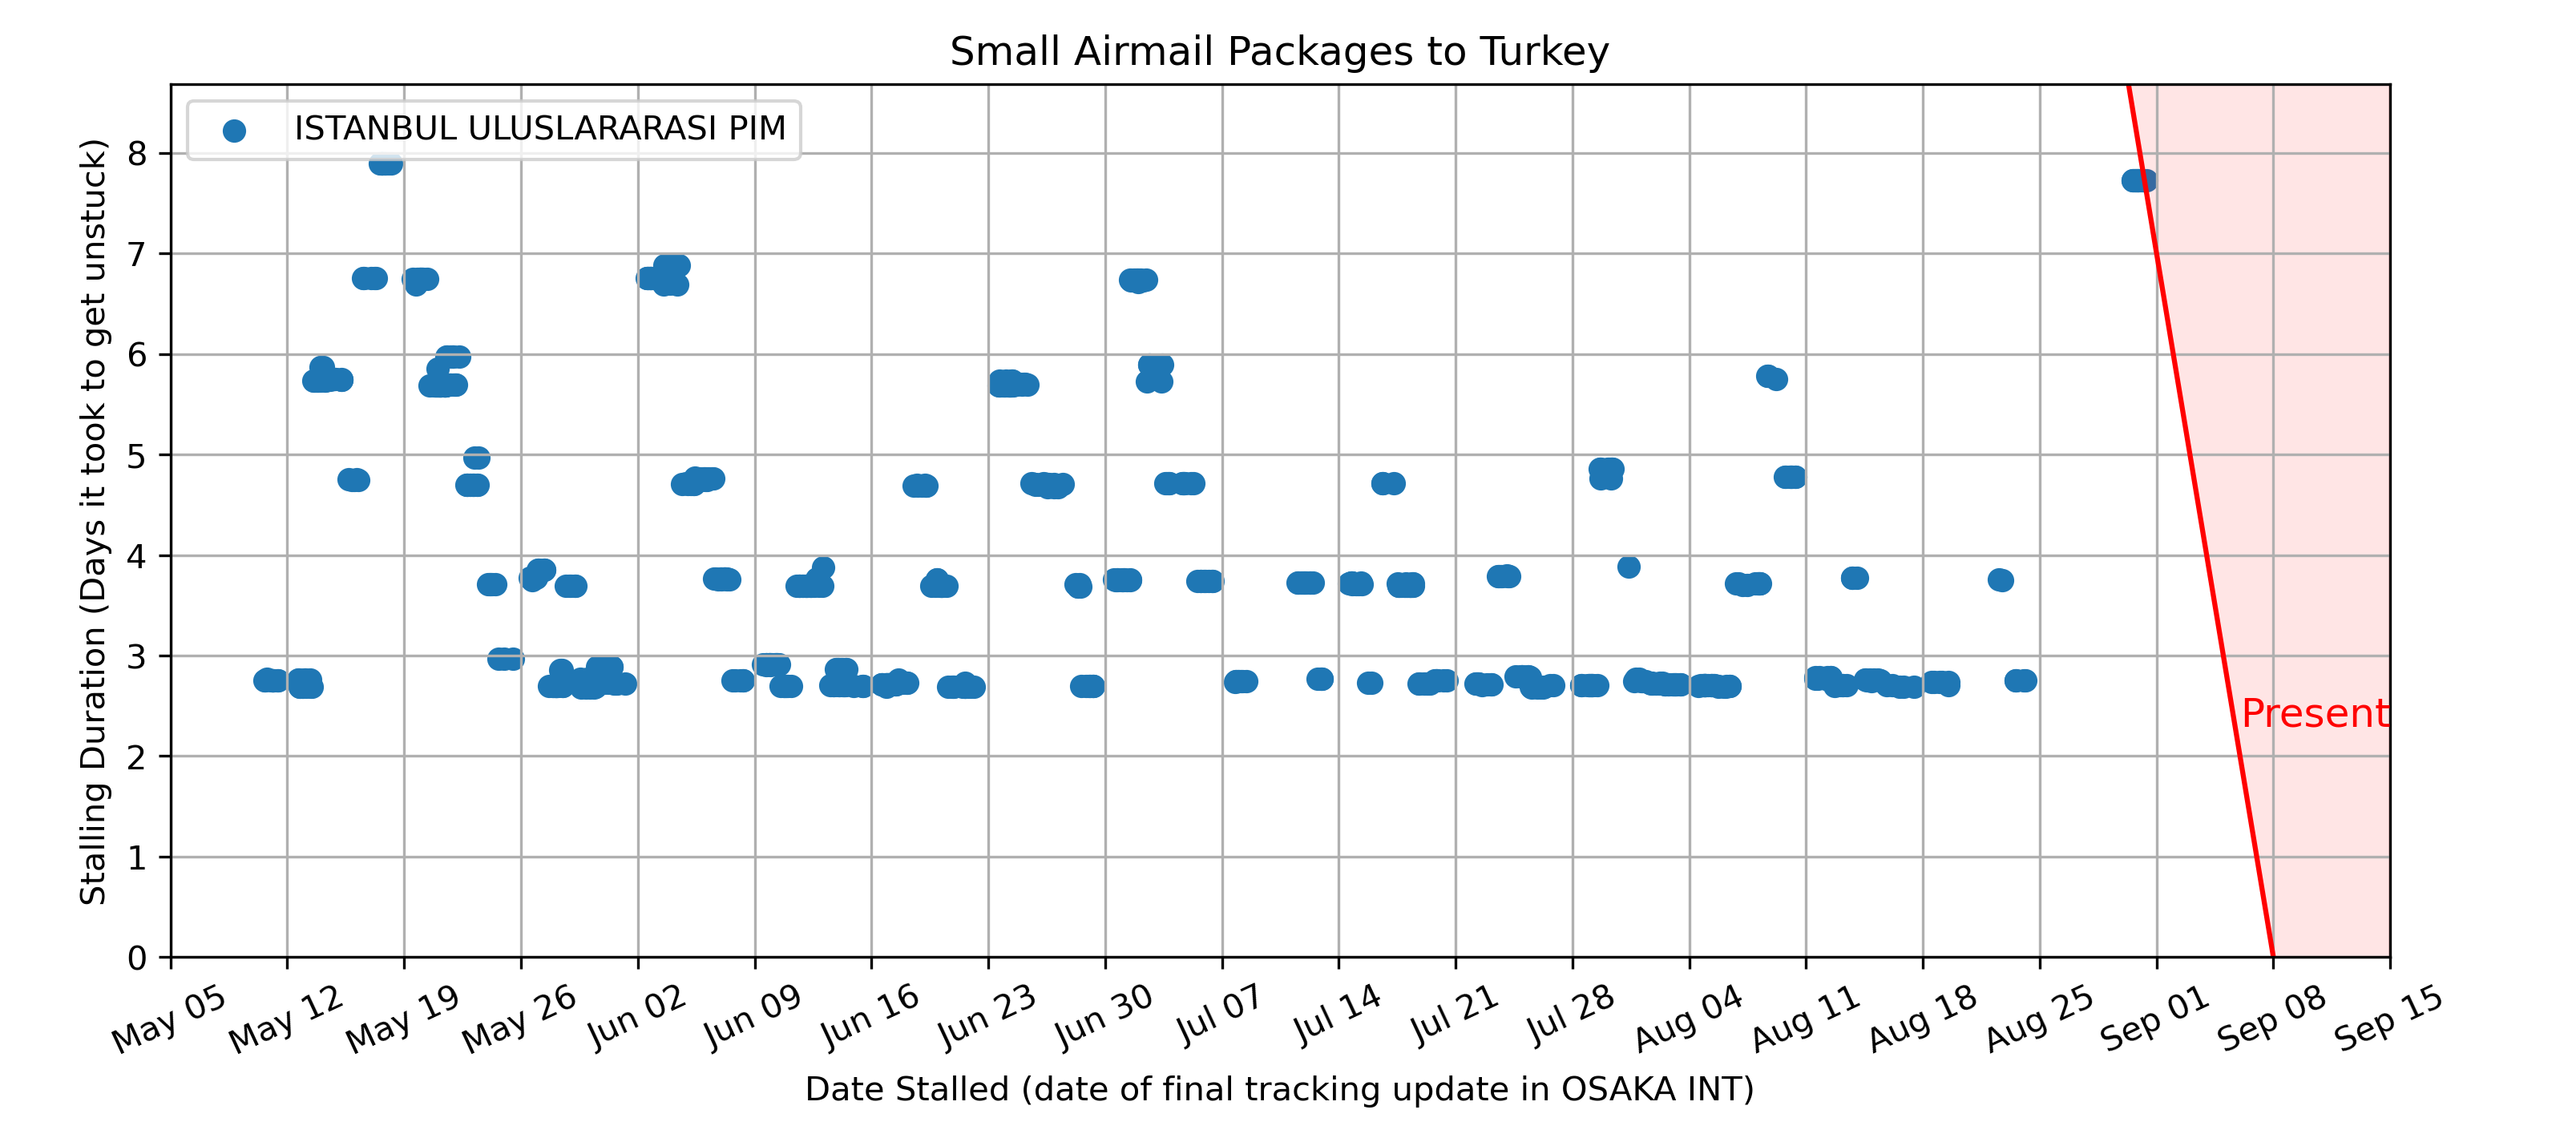 Small Airmail Packages to Turkey
ISTANBUL ULUSLARARASI PIM
Stalling Duration (Days it took to get unstuck)
8
7
6
5
4
3
2
1
0
Present
May 05
May 12
May 19
May 26
Jun 02
Jun 09
Jun 16
Jun 23
Jun 30
Jul 07
Jul 14
Jul 21
Jul 28
Aug 04
Aug 11
Aug 18
Aug 25
Sep 01
Sep 08
Sep 15
Date Stalled (date of final tracking update in OSAKA INT)